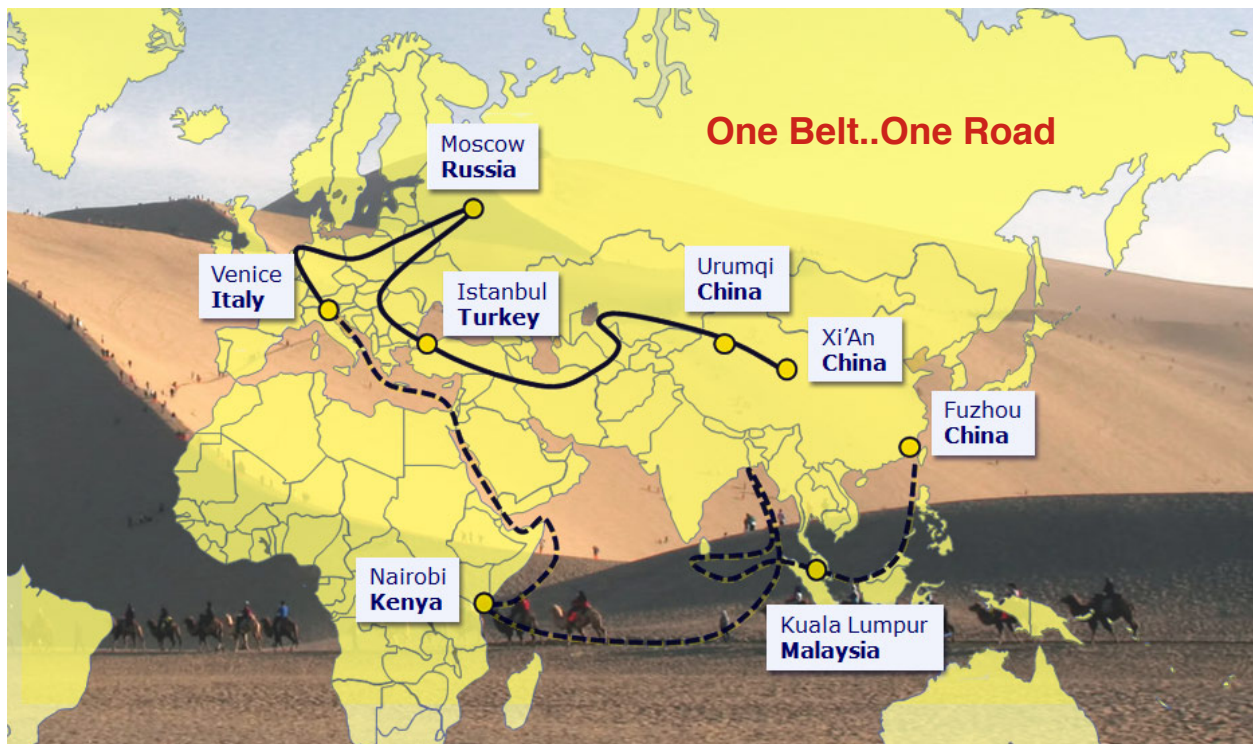 One Belt..One Road
Moscow
Russia
Venice
Italy
Istanbul
Turkey
Urumqi
China
Xi'An
China
Fuzhou
China
Nairobi
Kenya
Kuala Lumpur
Malaysia